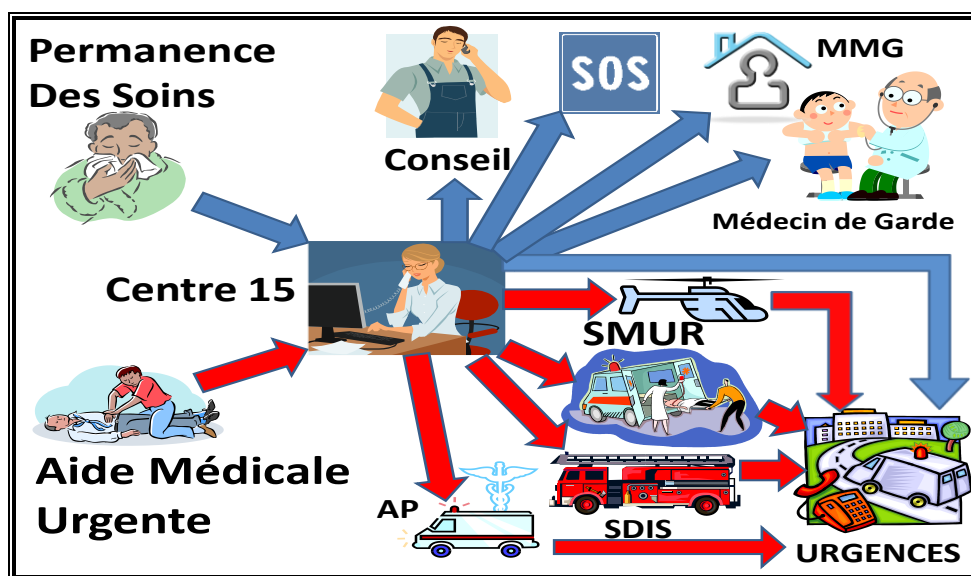 Permanence
Des Soins
Conseil
SOS
MMG
Médecin de Garde
Centre 15
SMUR
Aide Médicale
Urgente
AP
SDIS
URGENCES